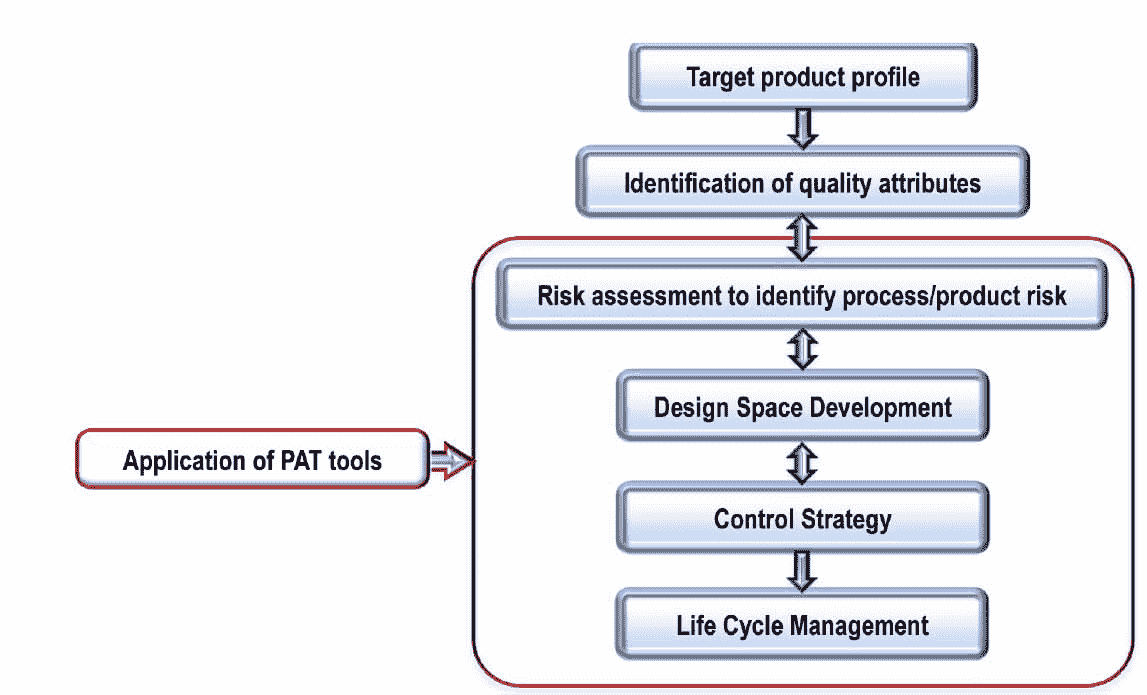 Target product profile
Identification of quality attributes
Risk assessment to identify process/product risk
Design Space Development
Application of PAT tools
Control Strategy
Life Cycle Management